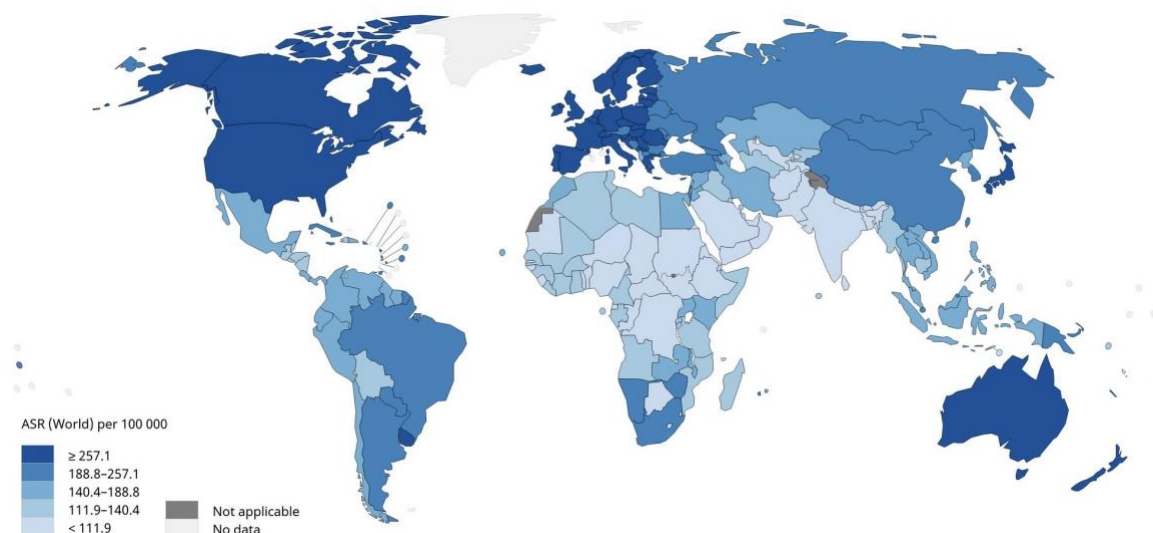 ASR (World) per 100 000
≥ 257.1
188.8–257.1
140.4–188.8
111.9–140.4
< 111.9
Not applicable
No data